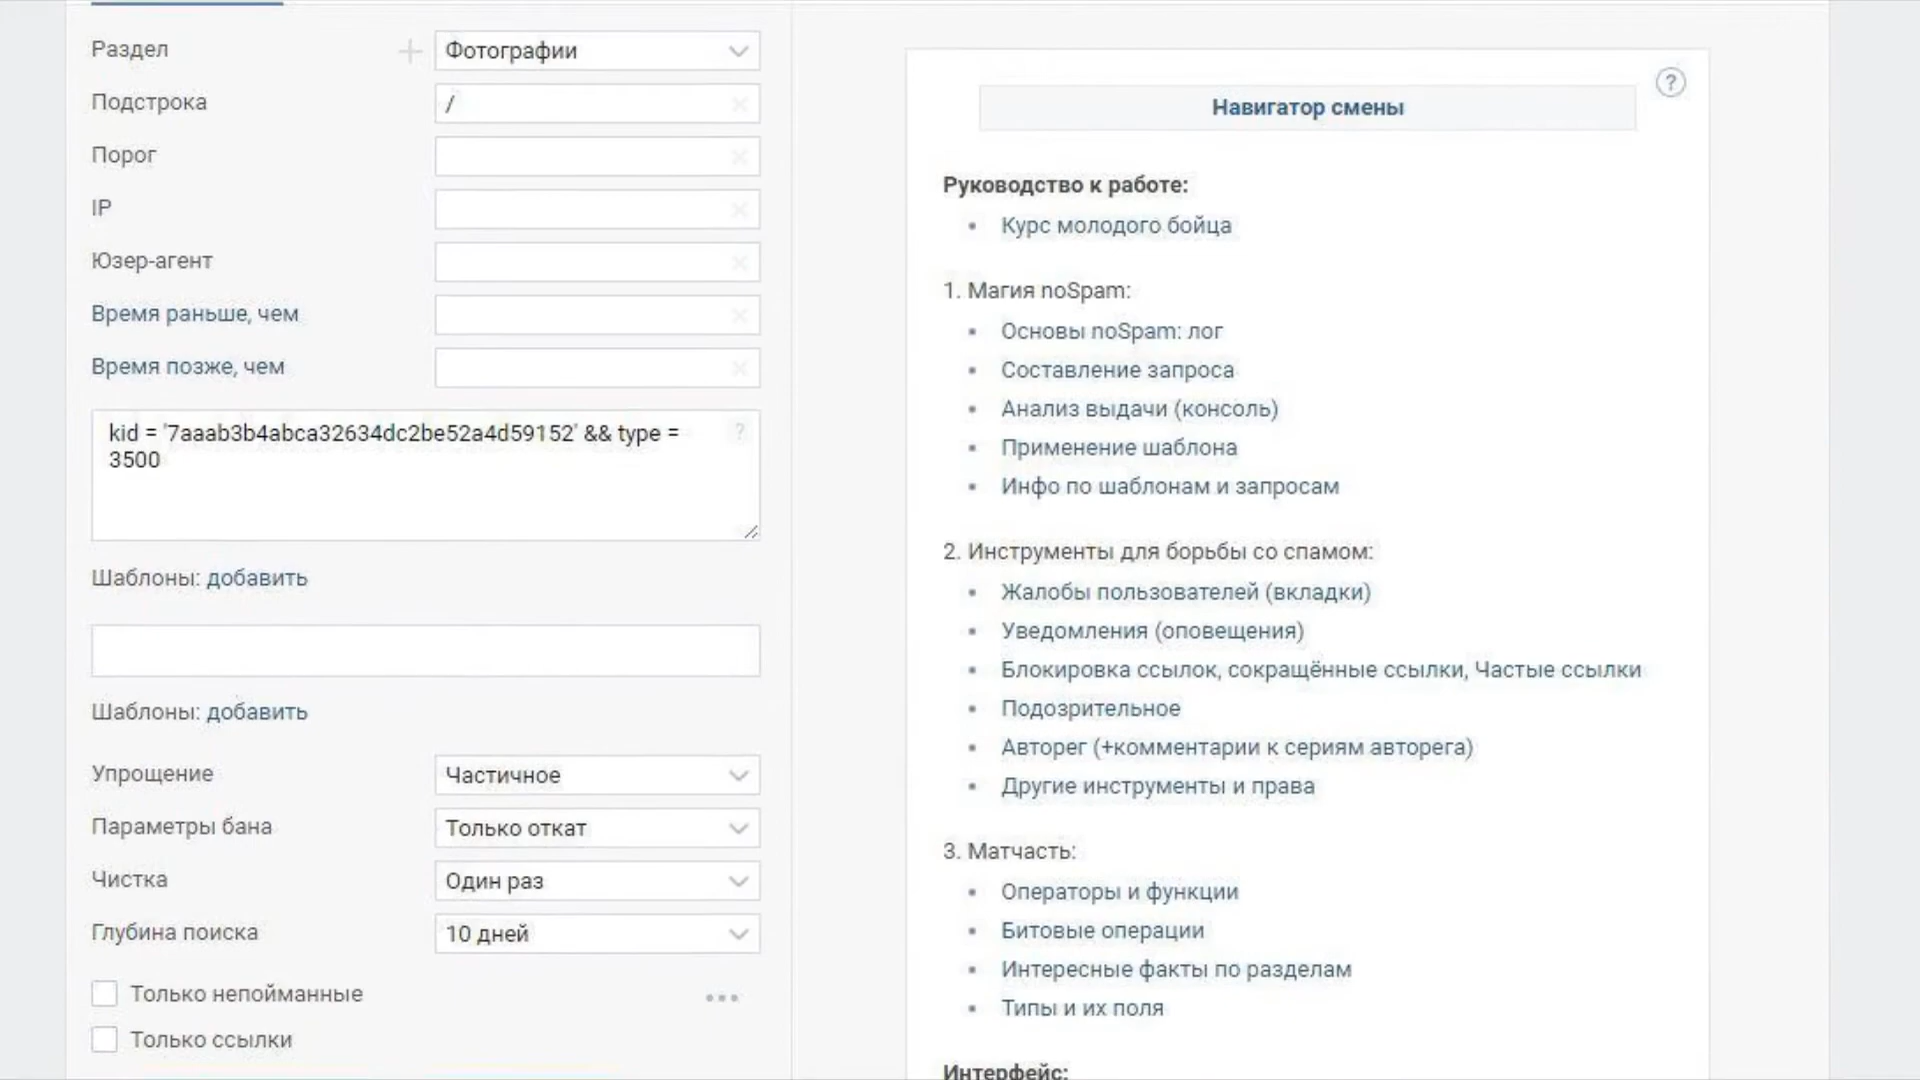 Раздел
Фотографии
Подстрока
/
Порог
IP
Юзер-агент
Время раньше, чем
Время позже, чем
kid = '7aaab3b4abca32634dc2be52a4d59152' && type =
3500
?
Шаблоны: добавить
Шаблоны: добавить
Упрощение
Частичное
Параметры бана
Только откат
Чистка
Один раз
Глубина поиска
10 дней
Только непойманные
Только ссылки
?
Навигатор смены
Руководство к работе:
Курс молодого бойца
1. Магия noSpam:
Основы noSpam: лог
Составление запроса
Анализ выдачи (консоль)
Применение шаблона
Инфо по шаблонам и запросам
2. Инструменты для борьбы со спамом:
Жалобы пользователей (вкладки)
Уведомления (оповещения)
Блокировка ссылок, сокращённые ссылки, Частые ссылки
Подозрительное
Авторег (+комментарии к сериям авторега)
Другие инструменты и права
3. Матчасть:
Операторы и функции
Битовые операции
Интересные факты по разделам
Типы и их поля
Интерфейс: